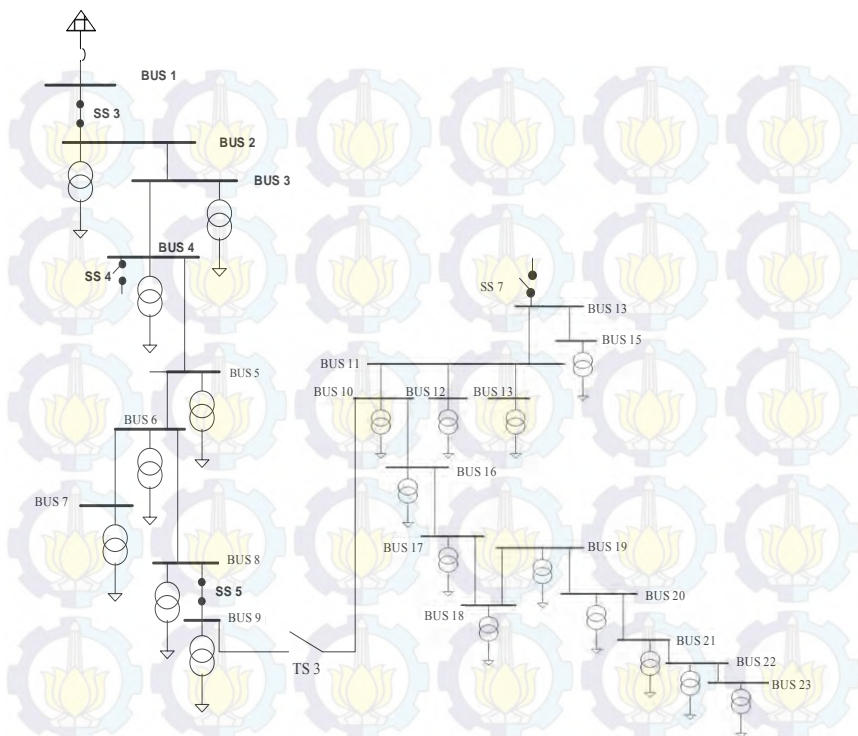 BUS 1
SS 3
BUS 2
BUS 3
BUS 4
SS 4
SS 7
BUS 13
BUS 15
BUS 11
BUS 5
BUS 10
BUS 12
BUS 13
BUS 6
BUS 16
BUS 7
BUS 17
BUS 19
BUS 8
SS 5
BUS 20
BUS 18
BUS 9
BUS 21
TS 3
BUS 22
BUS 23